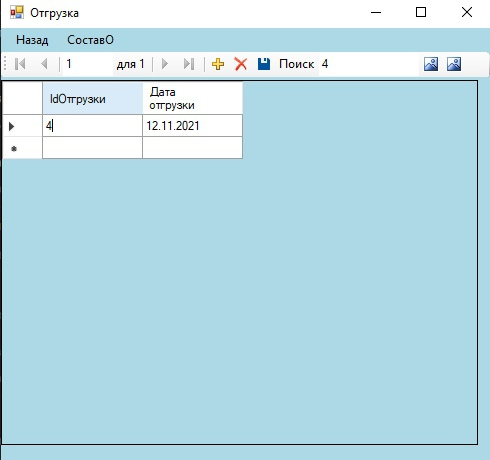 Отгрузка
Назад СоставО
1 для 1 Поиск 4
IdОтгрузки Дата отгрузки
4 12.11.2021